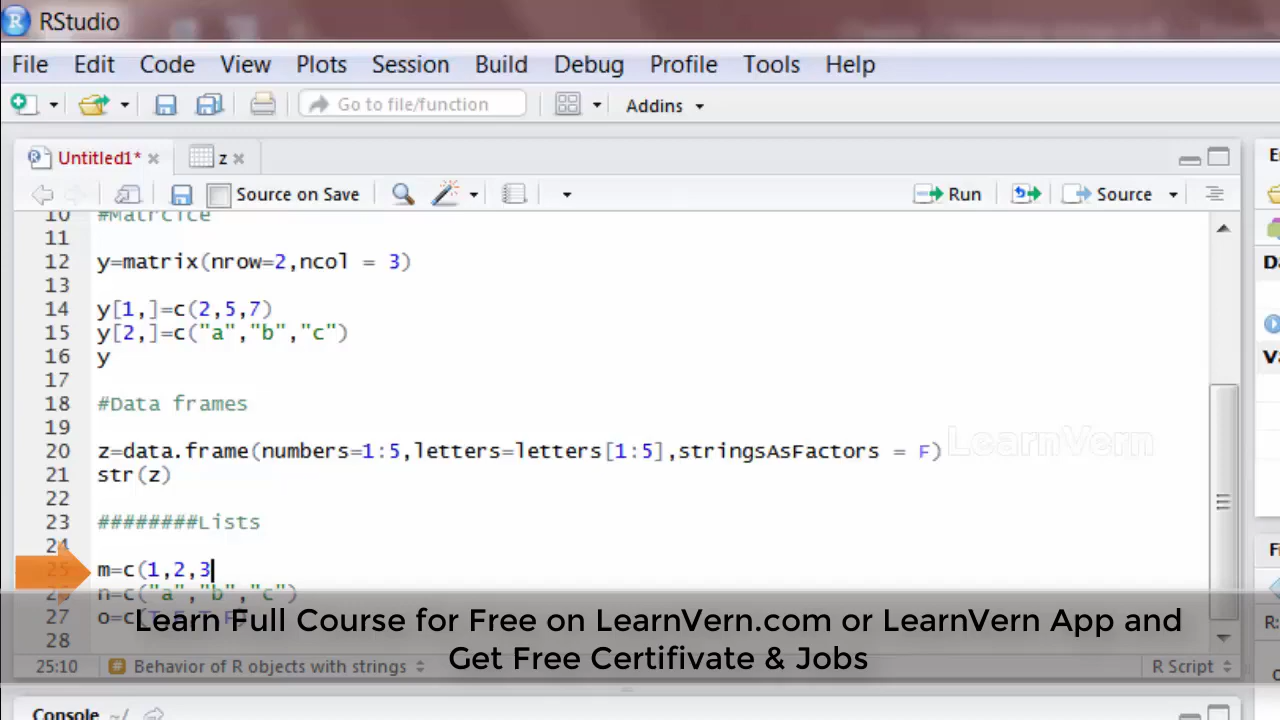 RStudio
File Edit Code View Plots Session Build Debug Profile Tools Help
Go to file/function Addins
Untitled1* z
Source on Save Run Source
10 #Matrcice
11
12 y=matrix(nrow=2,ncol = 3)
13
14 y[1,]=c(2,5,7)
15 y[2,]=c("a","b","c")
16 y
17
18 #Data frames
19
20 z=data.frame(numbers=1:5,letters=letters[1:5],stringsAsFactors = F)
LearnVern
21 str(z)
22
23 ########Lists
24
25 m=c(1,2,3
26 n=c("a","b","c")
27 o=c(T,F,T,F)
Learn Full Course for Free on LearnVern.com or LearnVern App and
28
Get Free Certifivate & Jobs
25:10 # Behavior of R objects with strings R Script
Console ~/